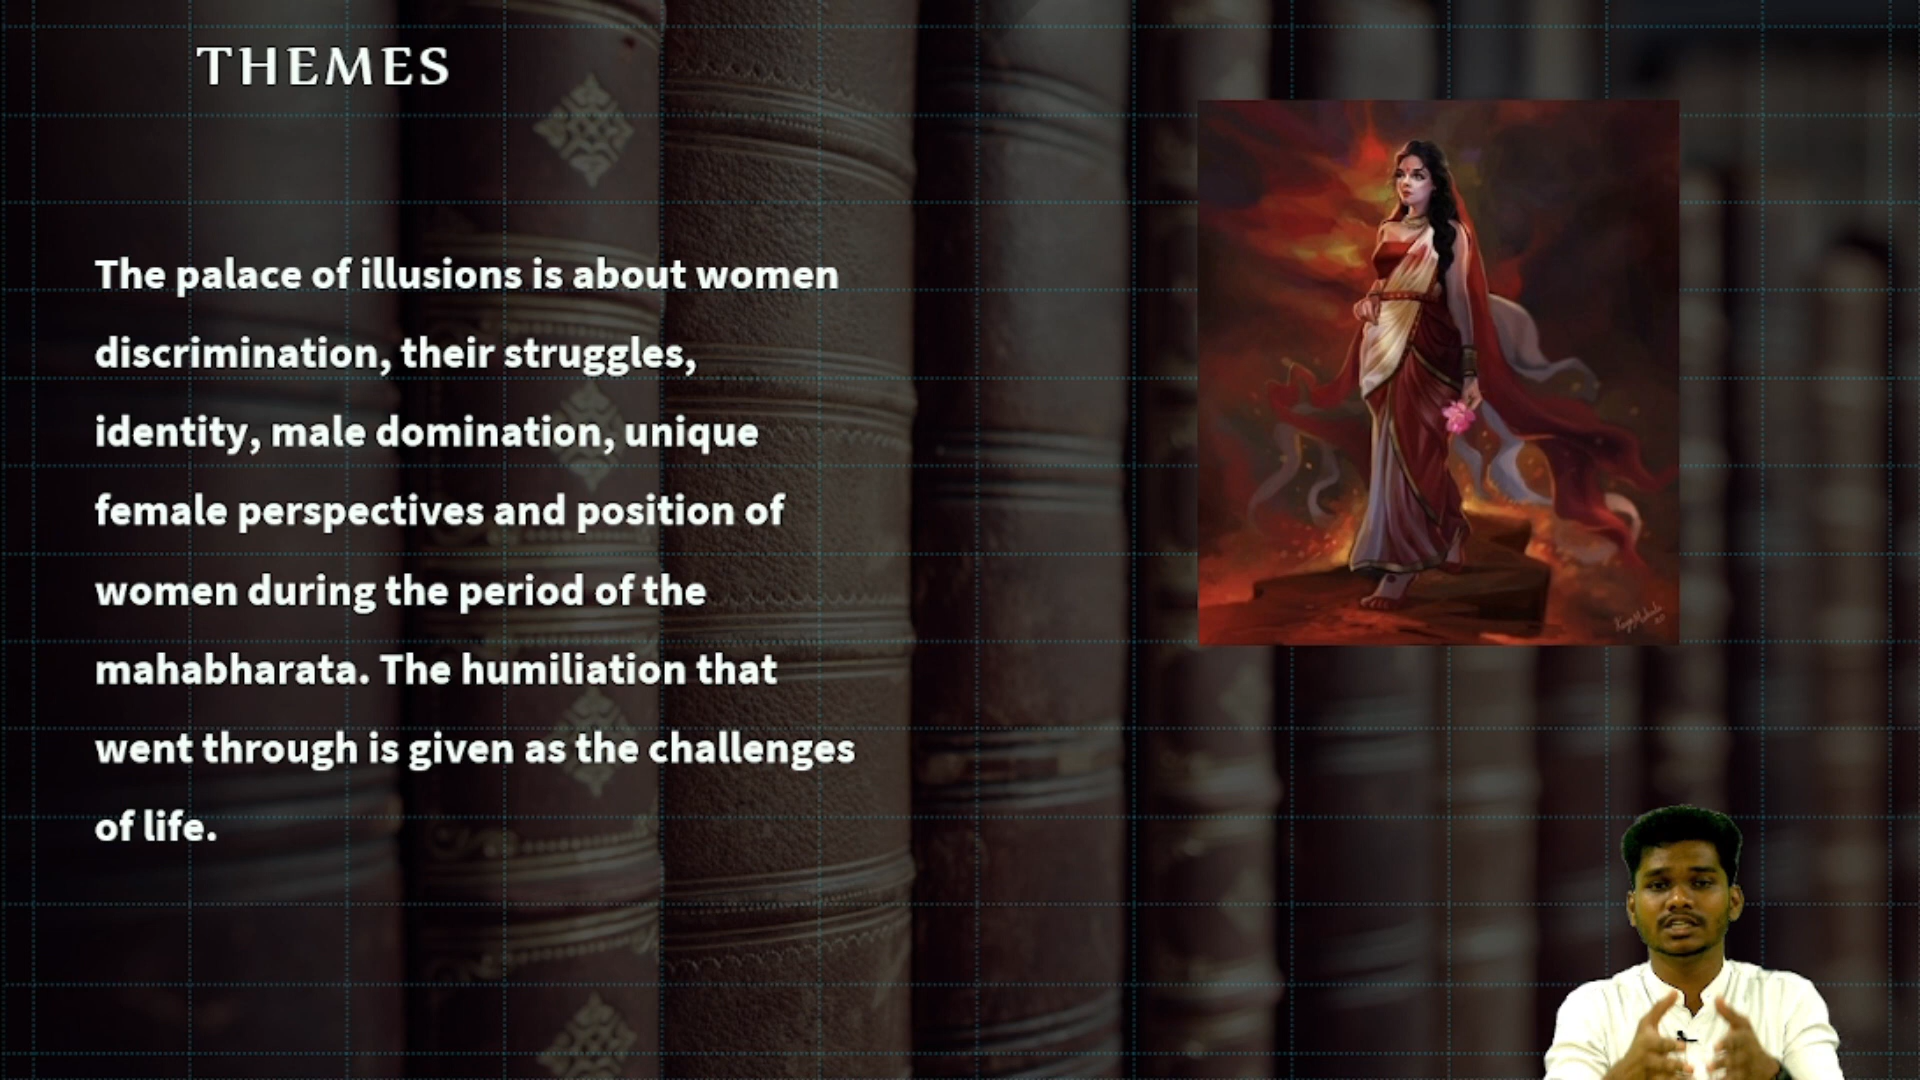 THEMES
The palace of illusions is about women
discrimination, their struggles,
identity, male domination, unique
female perspectives and position of
women during the period of the
mahabharata. The humiliation that
went through is given as the challenges
of life.